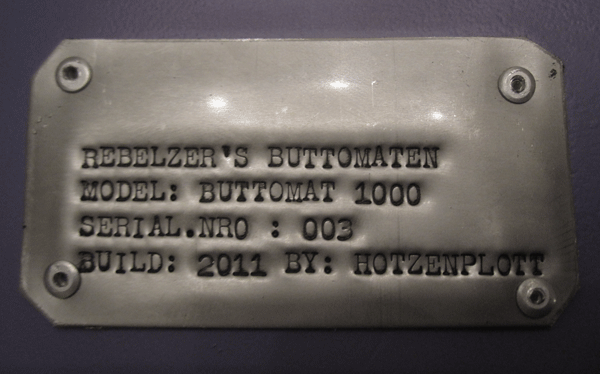 REBELZER'S BUTTOMATEN
MODEL: BUTTOMAT 1000
SERIAL.NRO : 003
BUILD: 2011 BY: HOTZENPLOTT